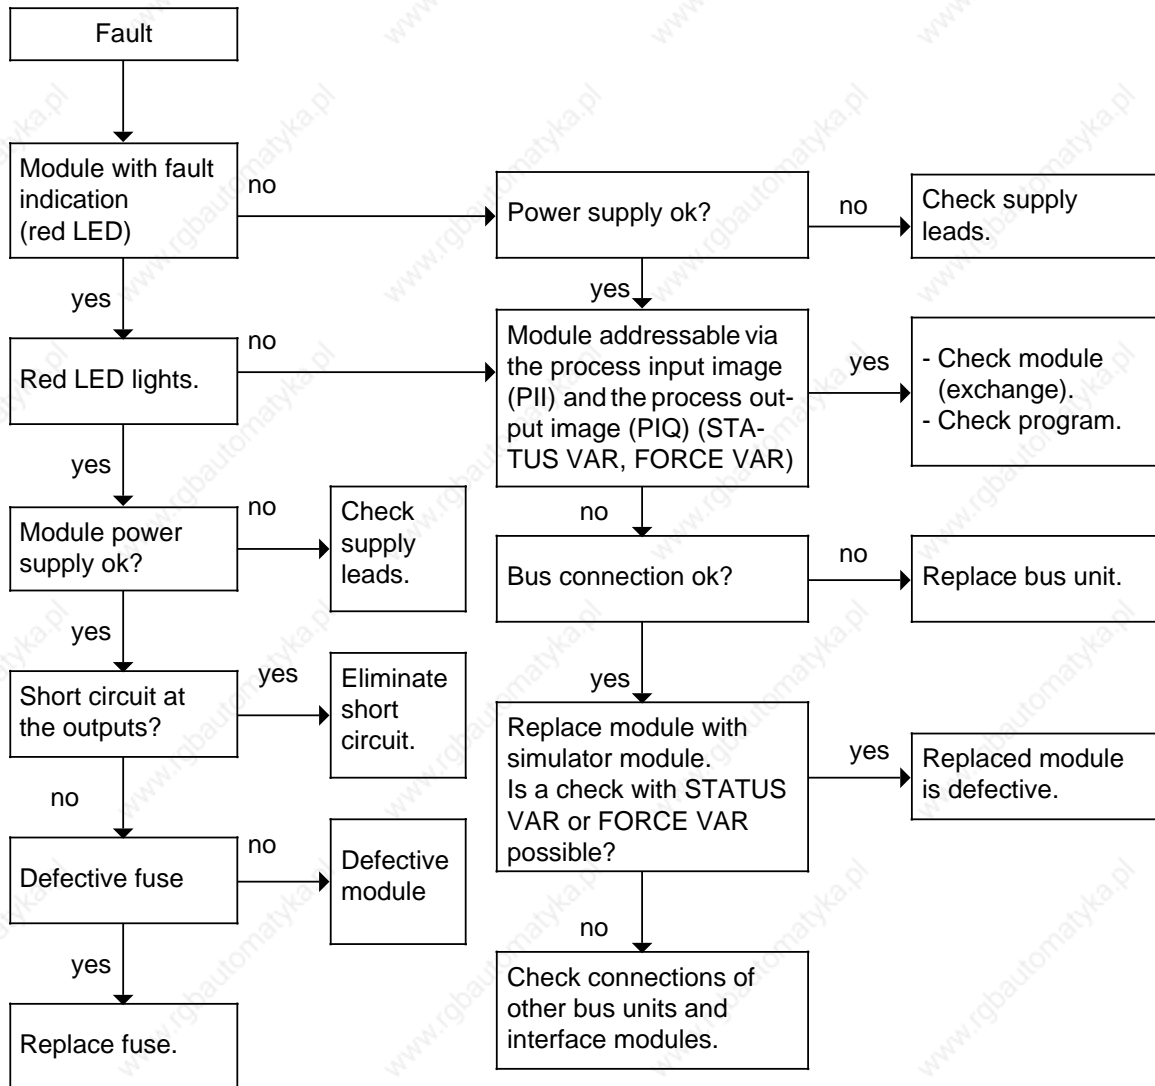 Fault
Module with fault
indication
(red LED)
no
Power supply ok?
no
Check supply
leads.
yes
yes
Red LED lights.
no
Module addressable via
the process input image
(PII) and the process out-
put image (PIQ) (STA-
TUS VAR, FORCE VAR)
yes
- Check module
(exchange).
- Check program.
yes
no
Module power
supply ok?
no
Check
supply
leads.
Bus connection ok?
no
Replace bus unit.
yes
yes
Short circuit at
the outputs?
yes
Eliminate
short
circuit.
Replace module with
simulator module.
Is a check with STATUS
VAR or FORCE VAR
possible?
yes
Replaced module
is defective.
no
Defective fuse
no
Defective
module
no
yes
Replace fuse.
Check connections of
other bus units and
interface modules.
www.rgbautomatyka.pl